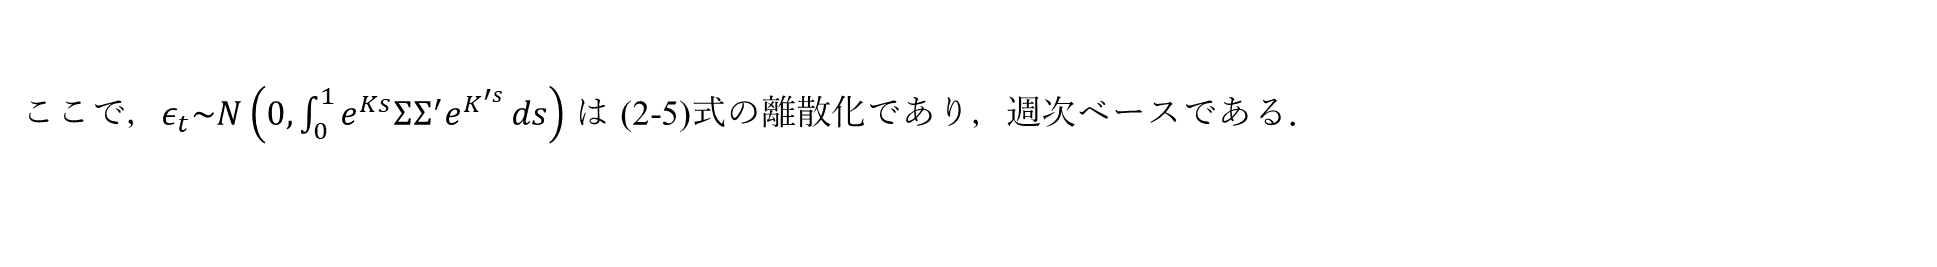 ここで，$\epsilon_t \sim N\left(0, \int_0^1 e^{Ks}\Sigma\Sigma' e^{K's}\, ds\right)$ は (2-5)式の離散化であり，週次ベースである．